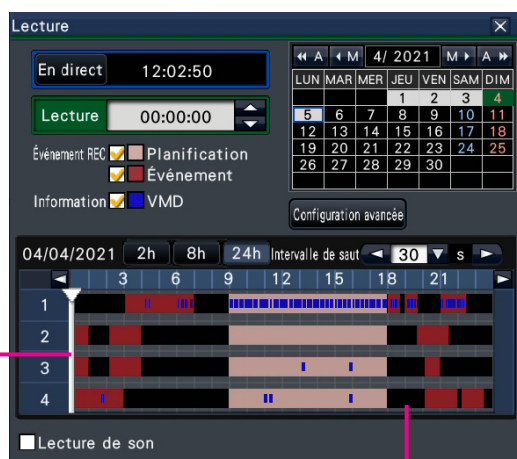 Lecture
En direct 12:02:50
Lecture 00:00:00
Événement REC Planification
Événement
Information VMD
A M 4/ 2021 M A
LUN MAR MER JEU VEN SAM DIM
1 2 3 4
5 6 7 8 9 10 11
12 13 14 15 16 17 18
19 20 21 22 23 24 25
26 27 28 29 30
Configuration avancée
04/04/2021 2h 8h 24h Intervalle de saut 30 s
3 6 9 12 15 18 21
1
2
3
4
Lecture de son